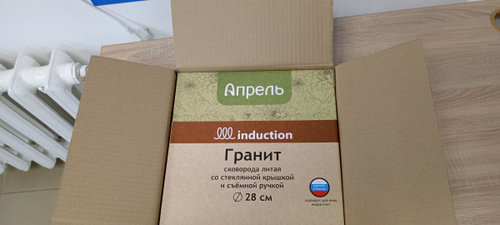 Апрель
induction
Гранит
сковорода литая
со стеклянной крышкой
и съёмной ручкой
28 см